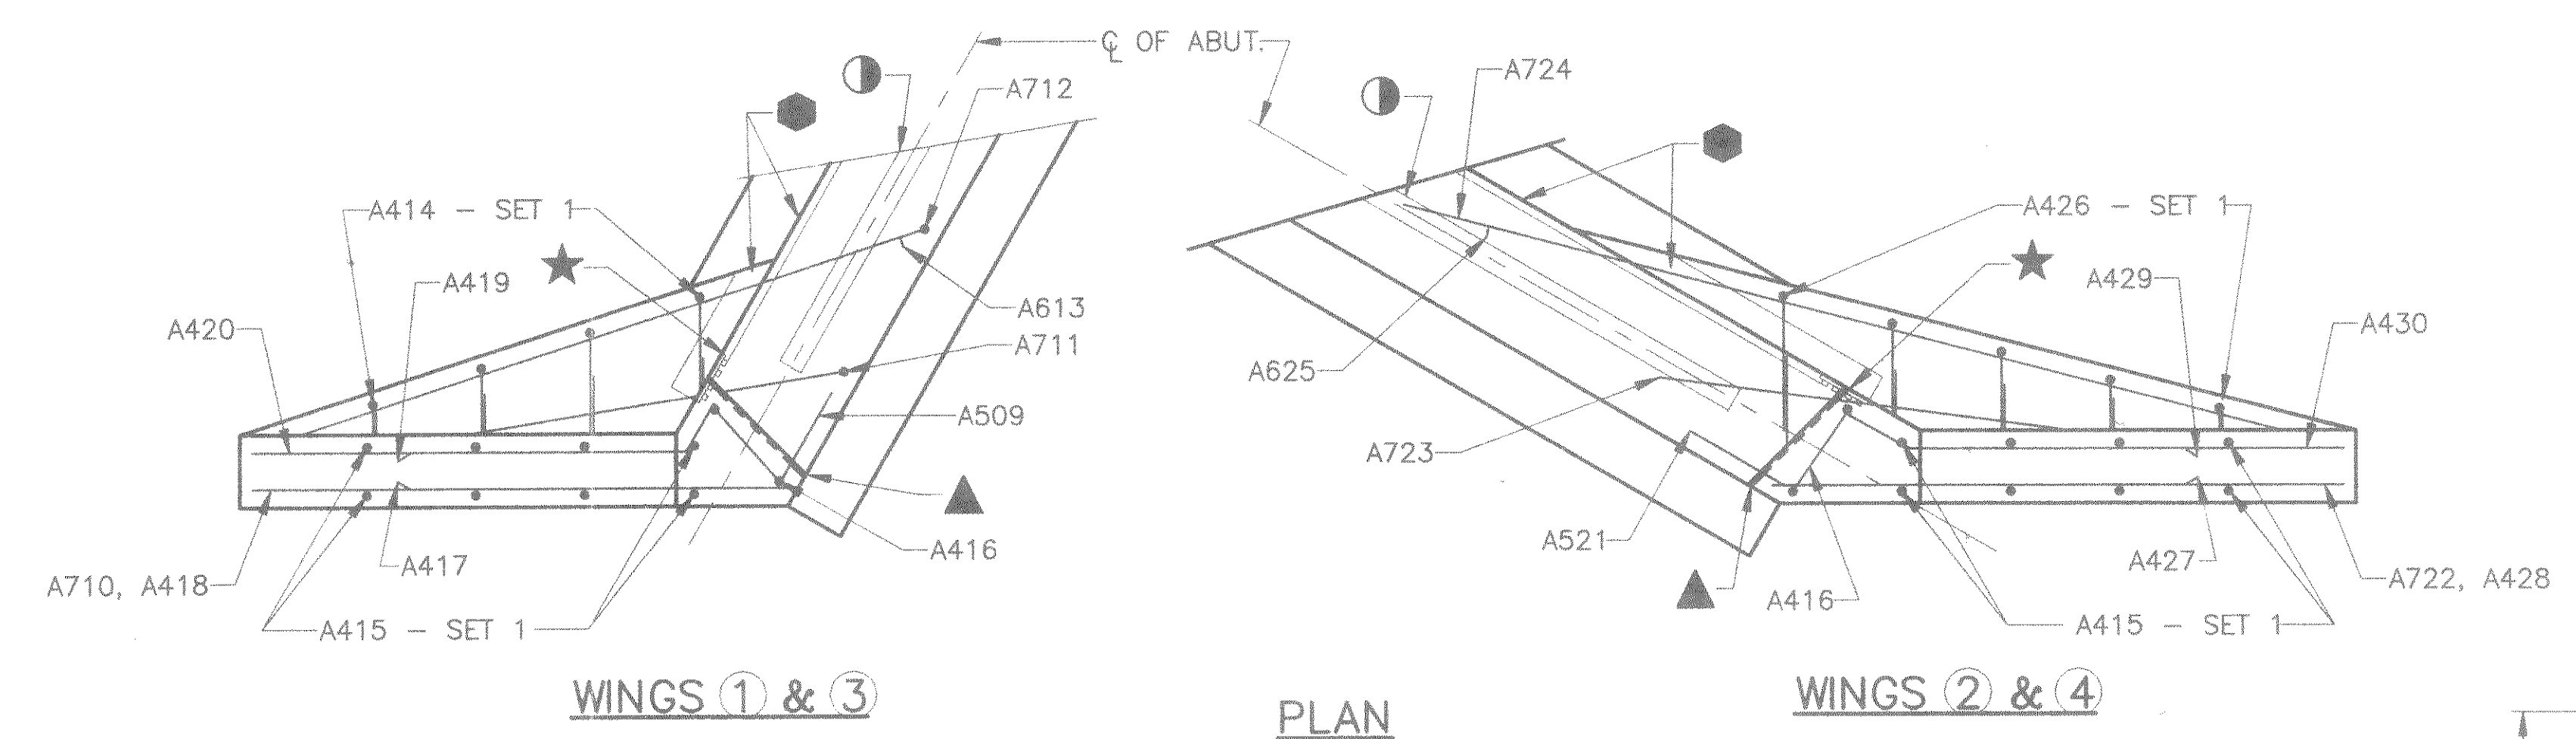 ℄ OF ABUT.
A712
A414 - SET 1
A419
A420
A613
A711
A509
A416
A417
A710, A418
A415 - SET 1
WINGS 1 & 3
A724
A426 - SET 1
A429
A430
A625
A723
A521
A416
A427
A722, A428
A415 - SET 1
WINGS 2 & 4
PLAN